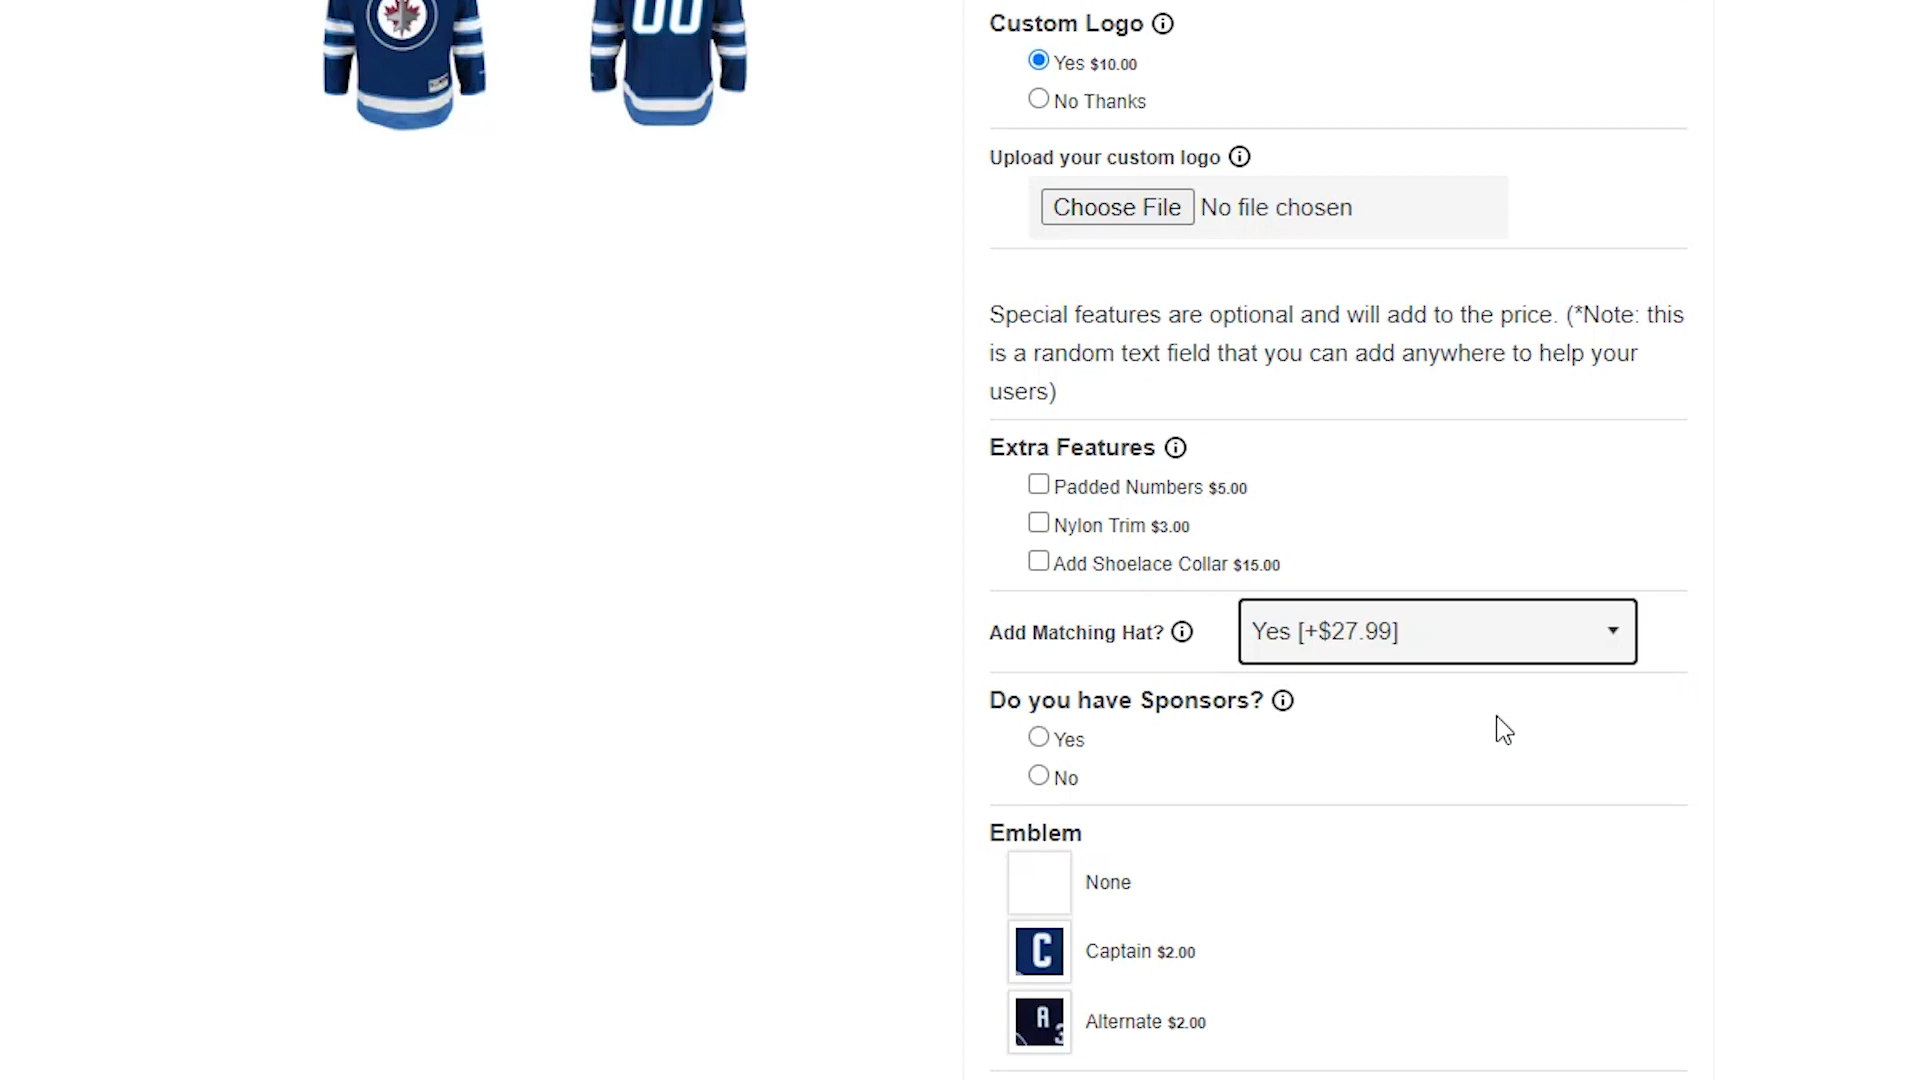 00
Custom Logo
Yes $10.00
No Thanks
Upload your custom logo
Choose File No file chosen
Special features are optional and will add to the price. (*Note: this
is a random text field that you can add anywhere to help your
users)
Extra Features
Padded Numbers $5.00
Nylon Trim $3.00
Add Shoelace Collar $15.00
Add Matching Hat? Yes [+$27.99]
Do you have Sponsors?
Yes
No
Emblem
None
C Captain $2.00
A 3 Alternate $2.00